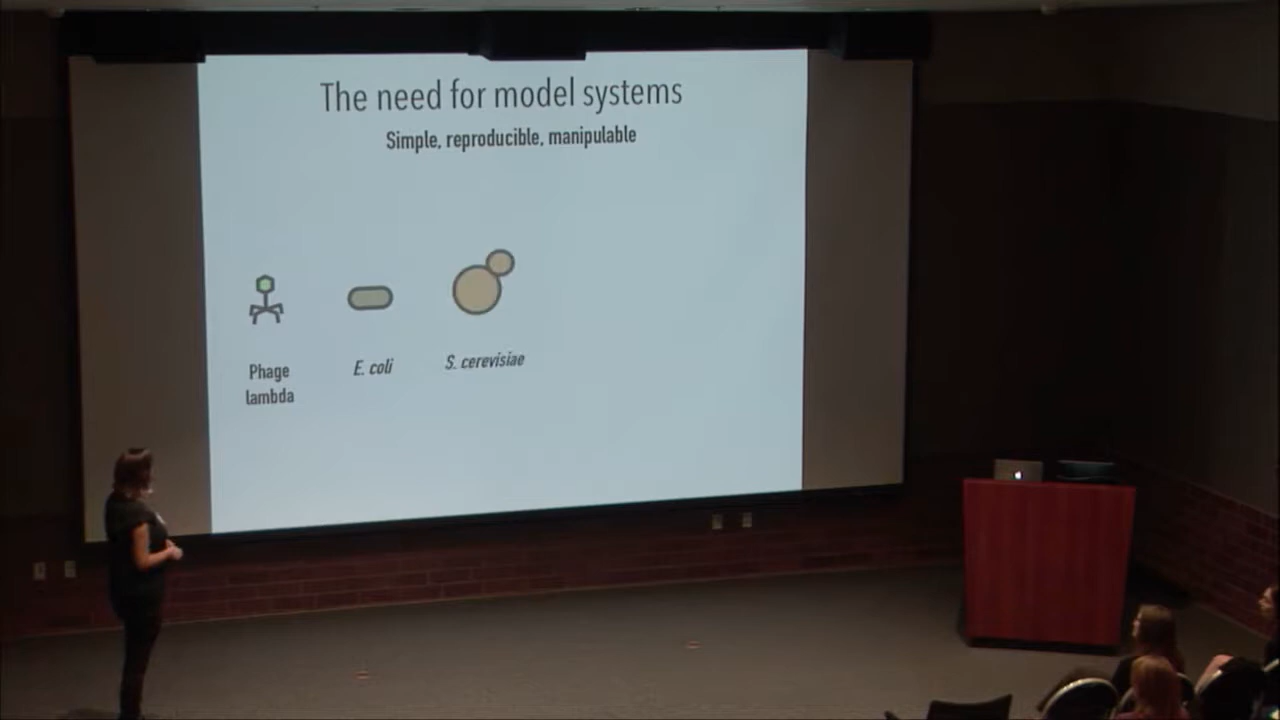 The need for model systems
Simple, reproducible, manipulable
Phage
lambda
E. coli
S. cerevisiae